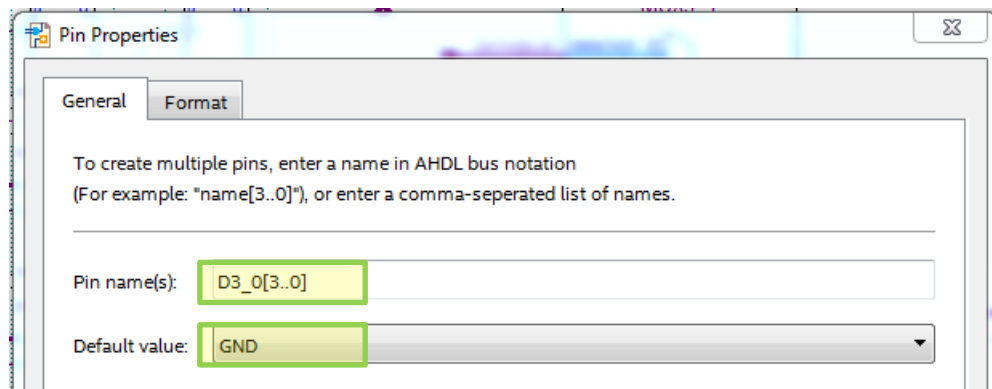 Pin Properties
General Format
To create multiple pins, enter a name in AHDL bus notation
(For example: "name[3..0]"), or enter a comma-seperated list of names.
Pin name(s): D3_0[3..0]
Default value: GND